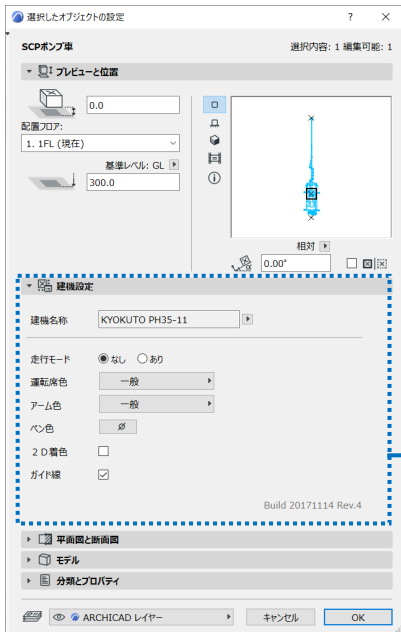 選択したオブジェクトの設定 ? ×
SCPポンプ車 選択内容: 1 編集可能: 1
プレビューと位置
0.0
配置フロア:
1. 1FL (現在)
基準レベル: GL
300.0
相対
0.00°
建機設定
建機名称 KYOKUTO PH35-11
走行モード なし あり
運転席色 一般
アーム色 一般
ペン色
2D着色
ガイド線
Build 20171114 Rev.4
平面図と断面図
モデル
分類とプロパティ
ARCHICAD レイヤー キャンセル OK